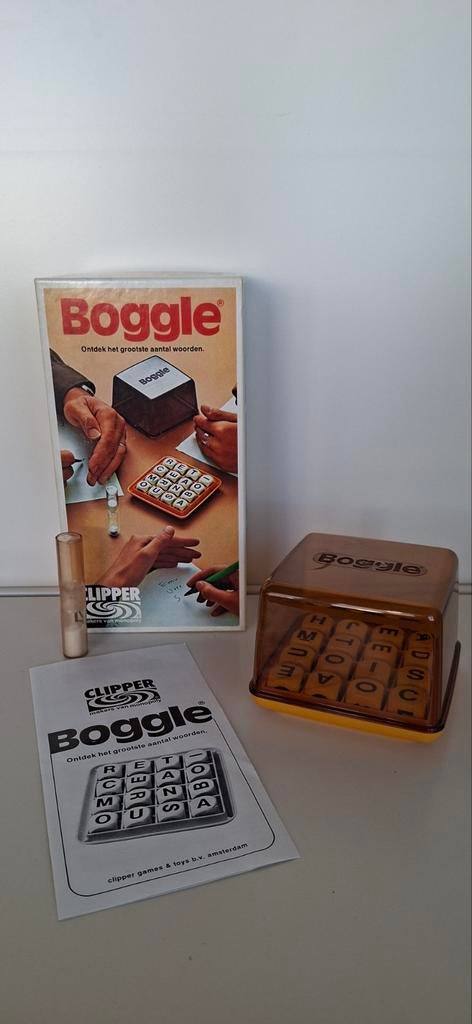 Boggle®
Ontdek het grootste aantal woorden.
Boggle
CLIPPER
makers van monopoly
Boggle
CLIPPER
makers van monopoly
Boggle®
Ontdek het grootste aantal woorden.
R E T
O U S A
clipper games & toys b.v. amsterdam